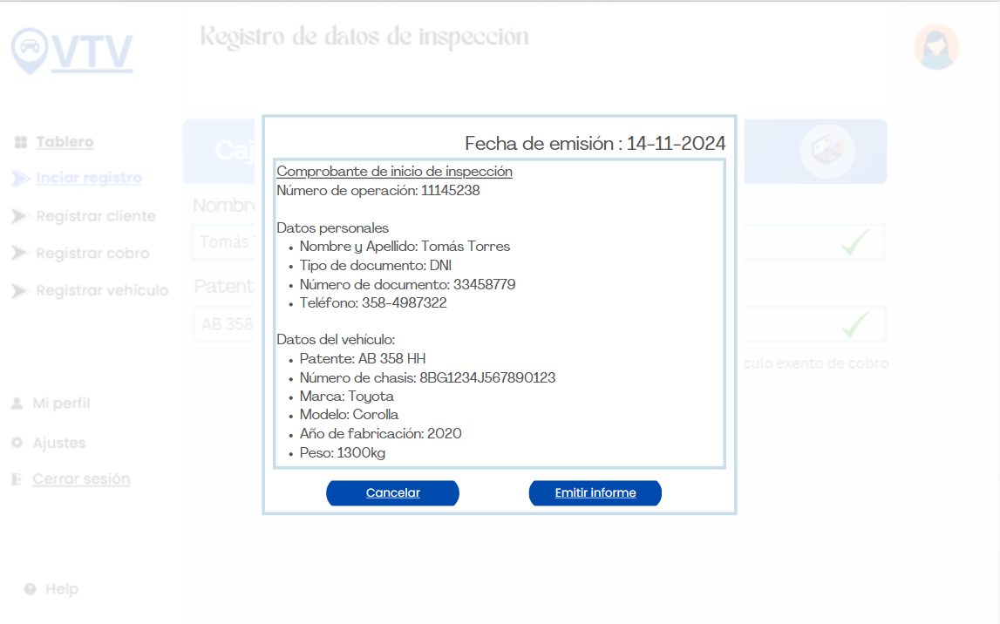 VTV
Registro de datos de inspección
Tablero
Inciar registro
Registrar cliente
Registrar cobro
Registrar vehículo
Mi perfil
Ajustes
Cerrar sesión
Help
Caj
Nombre
Tomás T
Patent
AB 358
culo exento de cobro
Fecha de emisión : 14-11-2024
Comprobante de inicio de inspección
Número de operación: 11145238
Datos personales
• Nombre y Apellido: Tomás Torres
• Tipo de documento: DNI
• Número de documento: 33458779
• Teléfono: 358-4987322
Datos del vehículo:
• Patente: AB 358 HH
• Número de chasis: 8BG1234J567890123
• Marca: Toyota
• Modelo: Corolla
• Año de fabricación: 2020
• Peso: 1300kg
Cancelar
Emitir informe